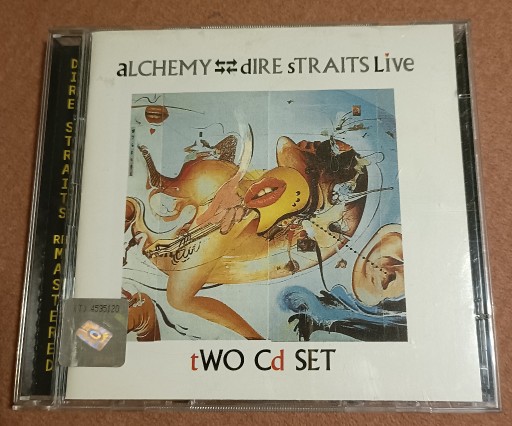 aLCHEMY ⇆ dIRE sTRAITS Live
DIRE STRAITS REMASTERED
tWO Cd SET